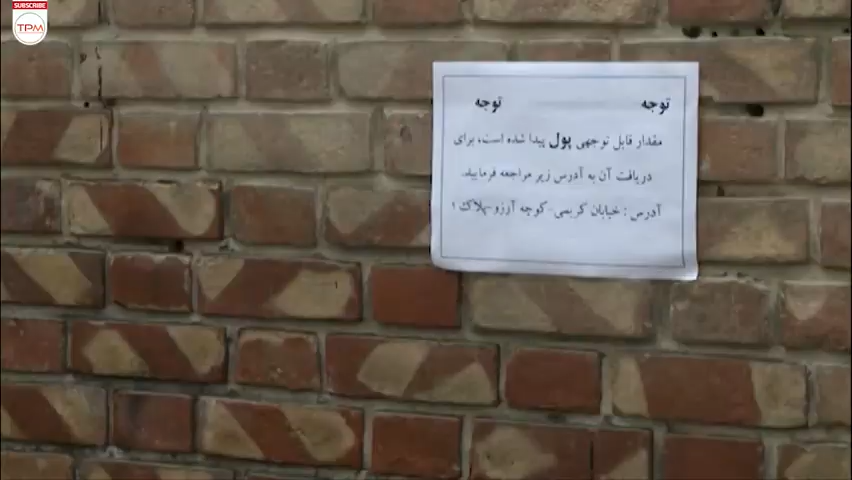 SUBSCRIBE
TPM
توجه توجه
مقدار قابل توجهی پول پیدا شده است، برای
دریافت آن به آدرس زیر مراجعه فرمایید.
آدرس : خیابان کریمی-کوچه آرزو-پلاک ۱